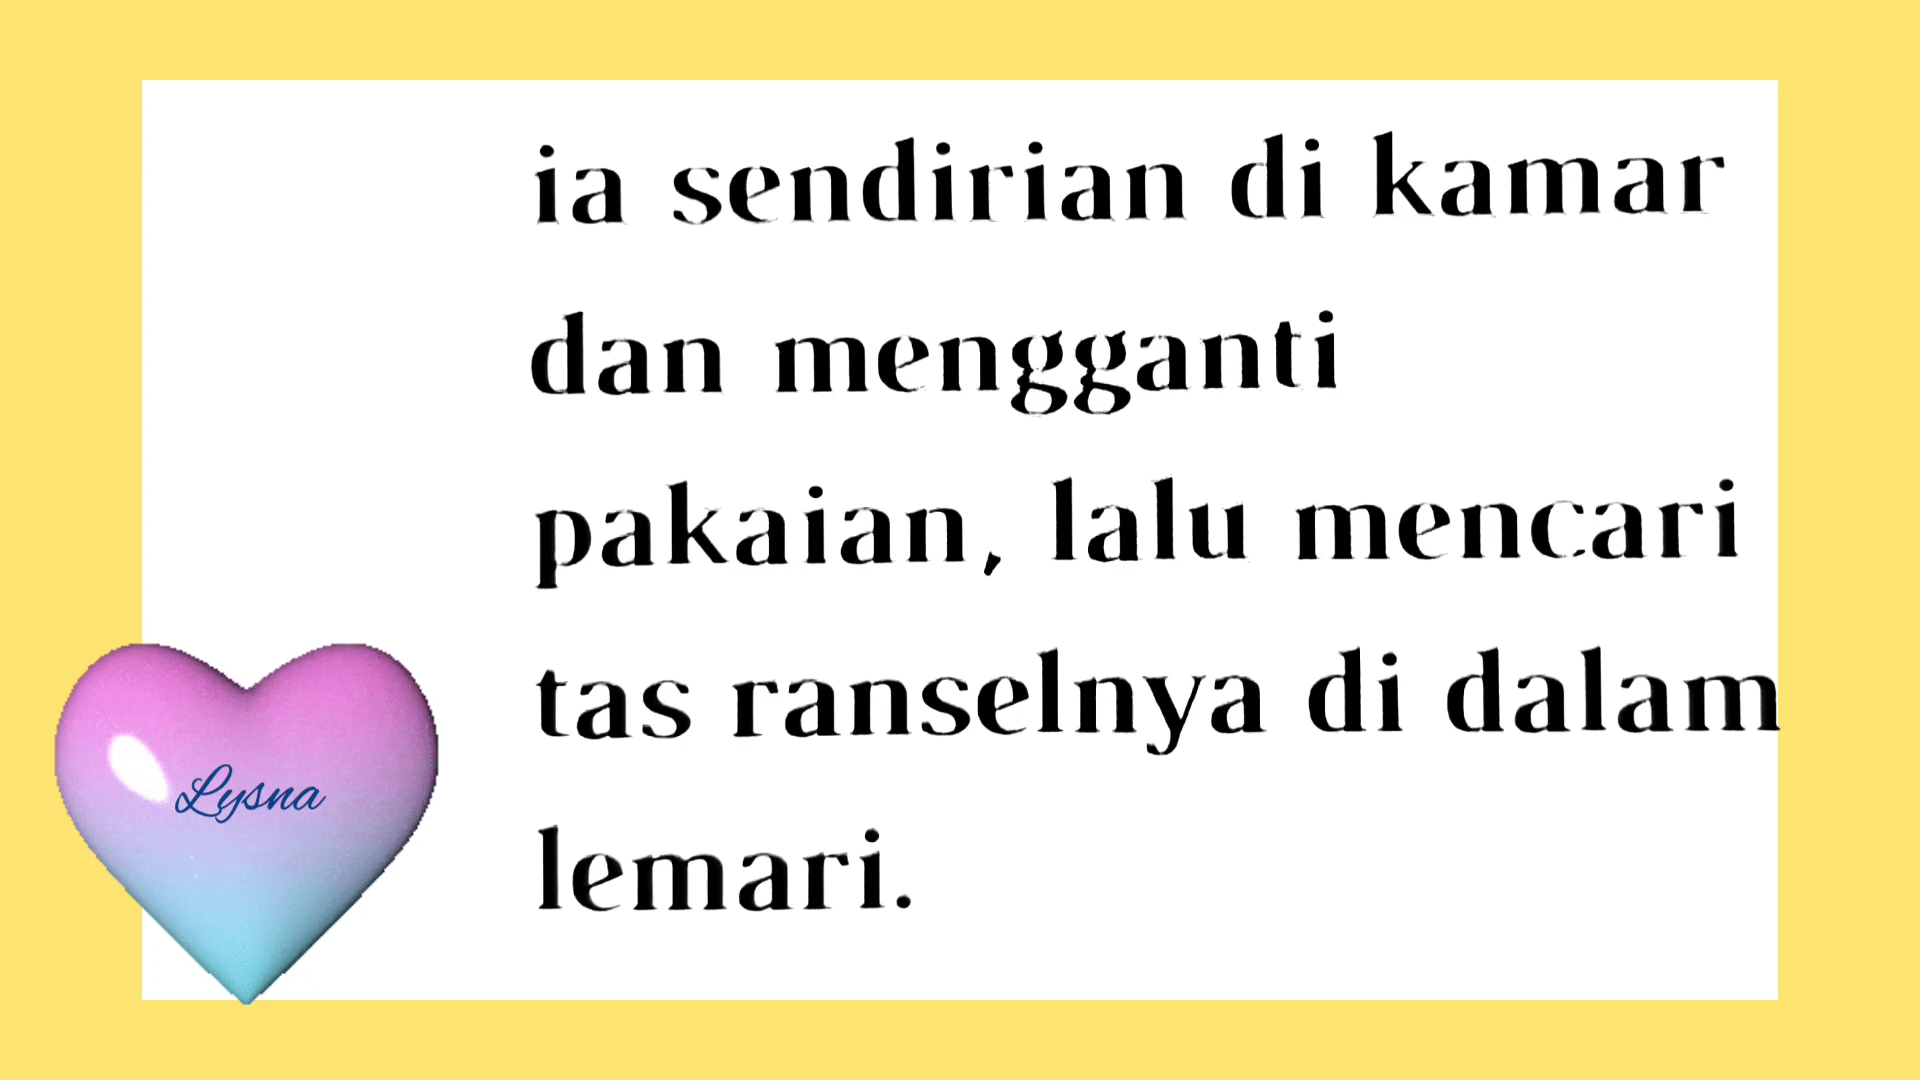 ia sendirian di kamar
dan mengganti
pakaian, lalu mencari
tas ranselnya di dalam
lemari.
Lysna